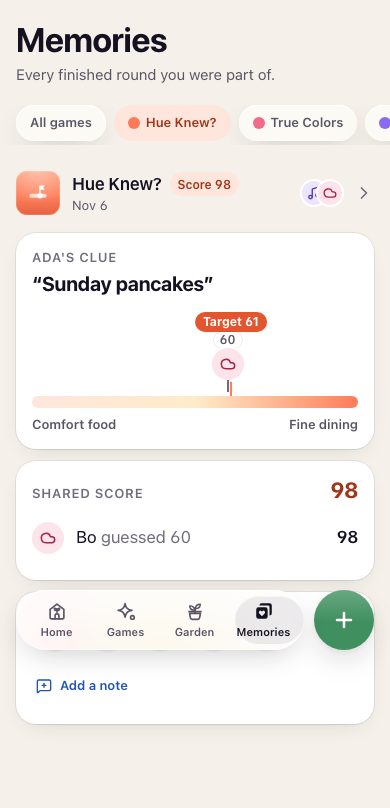 Memories
Every finished round you were part of.
All games
Hue Knew?
True Colors
Hue Knew?
Score 98
Nov 6
ADA'S CLUE
“Sunday pancakes”
Target 61
60
Comfort food
Fine dining
SHARED SCORE
98
Bo guessed 60
98
Home
Games
Garden
Memories
Add a note